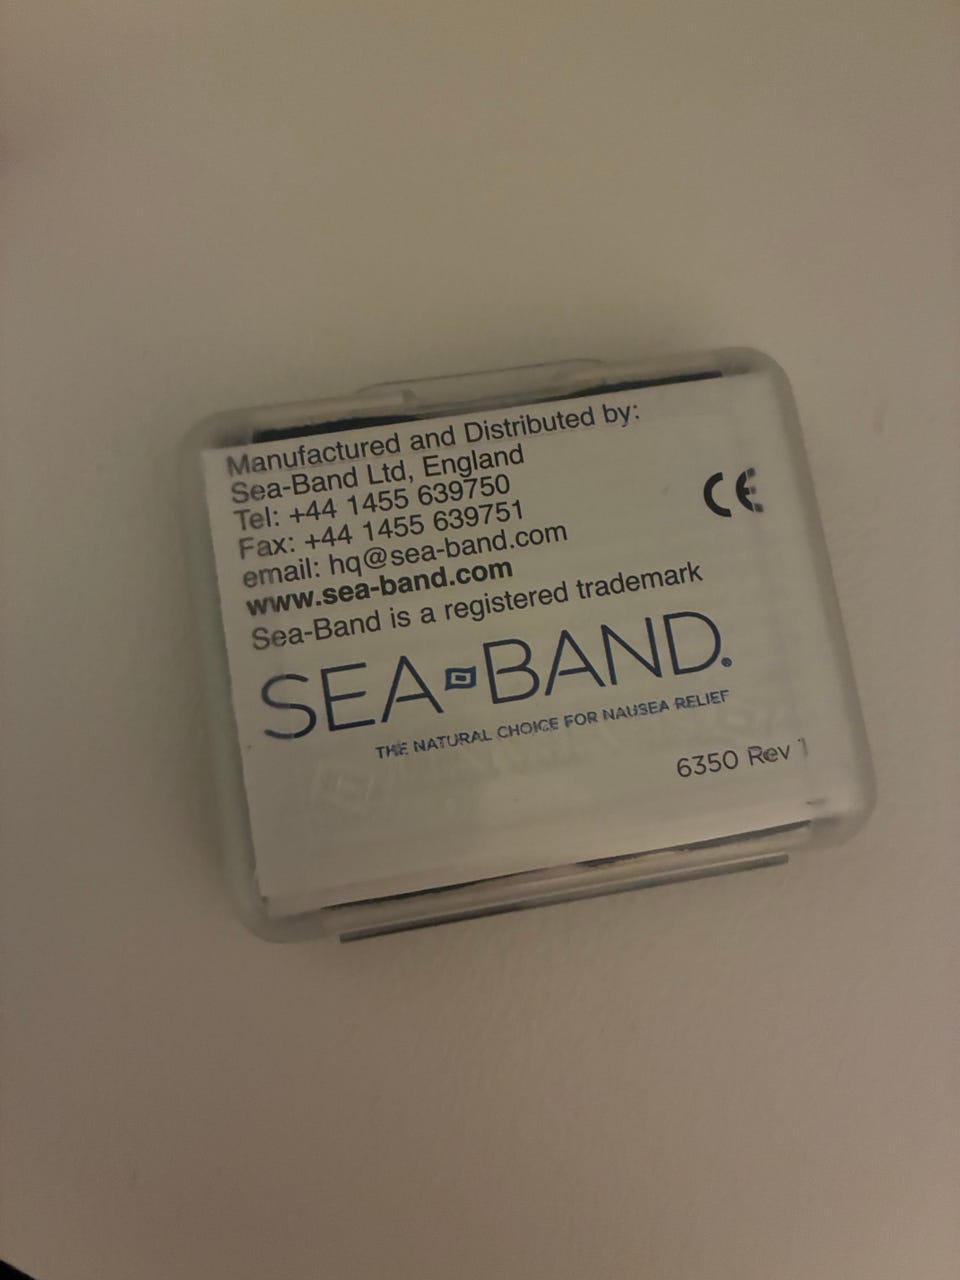 Manufactured and Distributed by:
Sea-Band Ltd, England
Tel: +44 1455 639750
Fax: +44 1455 639751
email: hq@sea-band.com
www.sea-band.com
Sea-Band is a registered trademark
CE
SEA-BAND®
THE NATURAL CHOICE FOR NAUSEA RELIEF
6350 Rev 1